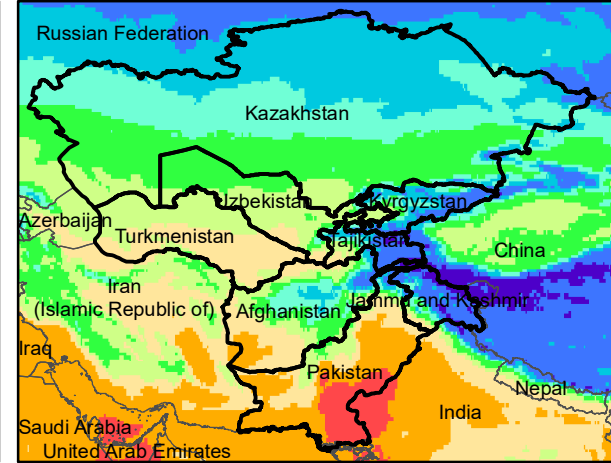 Russian Federation
Kazakhstan
Uzbekistan
Kyrgyzstan
Azerbaijan
Turkmenistan
Tajikistan
China
Iran
(Islamic Republic of)
Afghanistan
Jammu and Kashmir
Iraq
Pakistan
Nepal
India
Saudi Arabia
United Arab Emirates